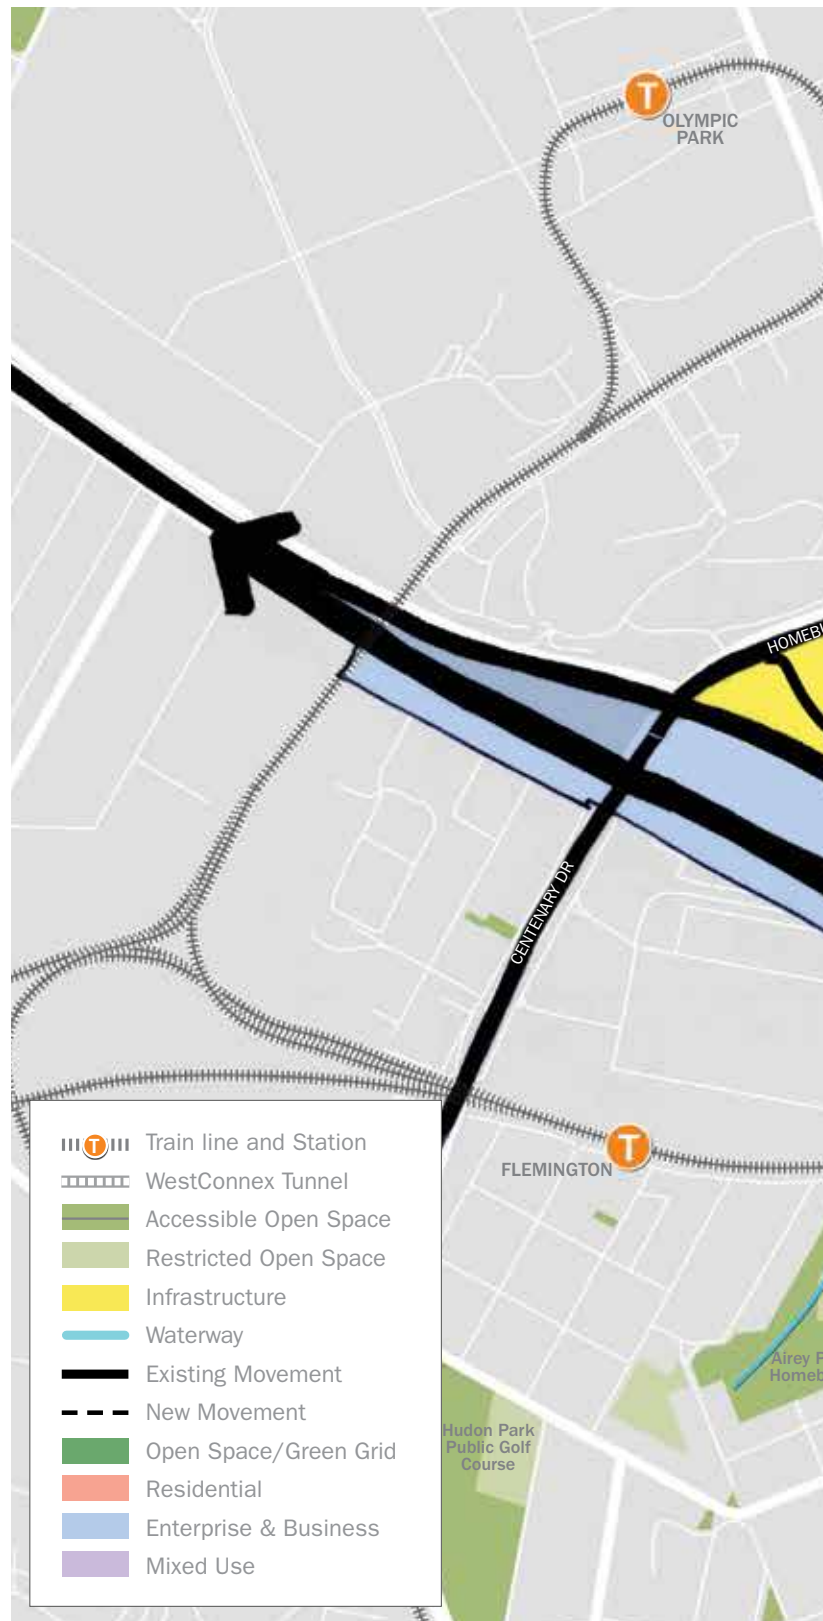 T
OLYMPIC
PARK
HOMEBU
CENTENARY DR
T
FLEMINGTON
Airey P
Homeb
Hudon Park
Public Golf
Course
T Train line and Station
WestConnex Tunnel
Accessible Open Space
Restricted Open Space
Infrastructure
Waterway
Existing Movement
New Movement
Open Space/Green Grid
Residential
Enterprise & Business
Mixed Use